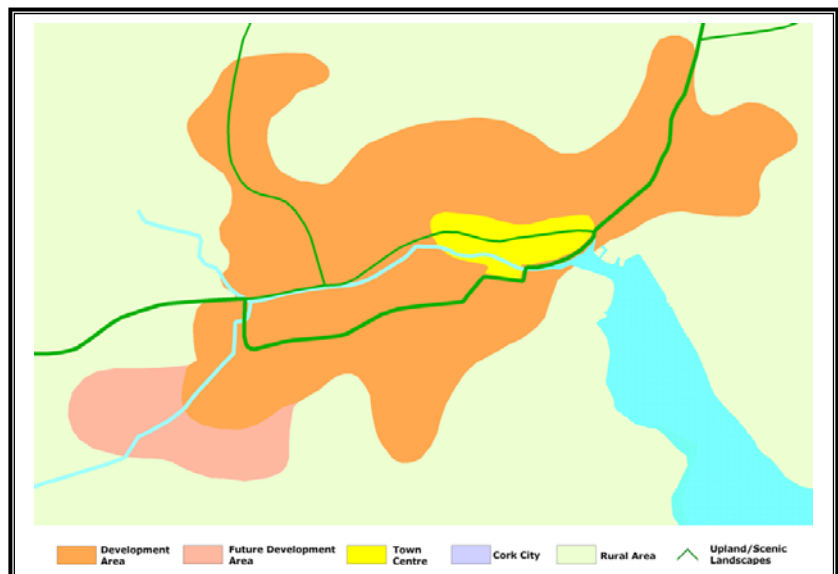 Development
Area
Future Development
Area
Town
Centre
Cork City
Rural Area
Upland/Scenic
Landscapes